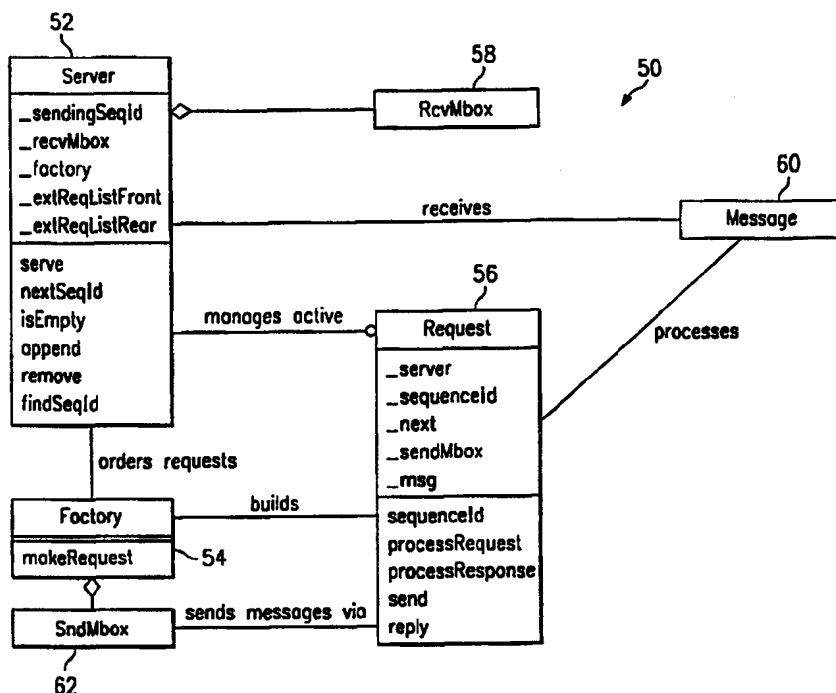 52
Server
_sendingSeqId
_recvMbox
_factory
_extReqListFront
_extReqListRear
serve
nextSeqId
isEmpty
append
remove
findSeqId
58
RcvMbox
50
receives
60
Message
manages active
56
Request
_server
_sequenceId
_next
_sendMbox
_msg
sequenceId
processRequest
processResponse
send
reply
processes
orders requests
Factory
makeRequest
54
builds
SndMbox
62
sends messages via